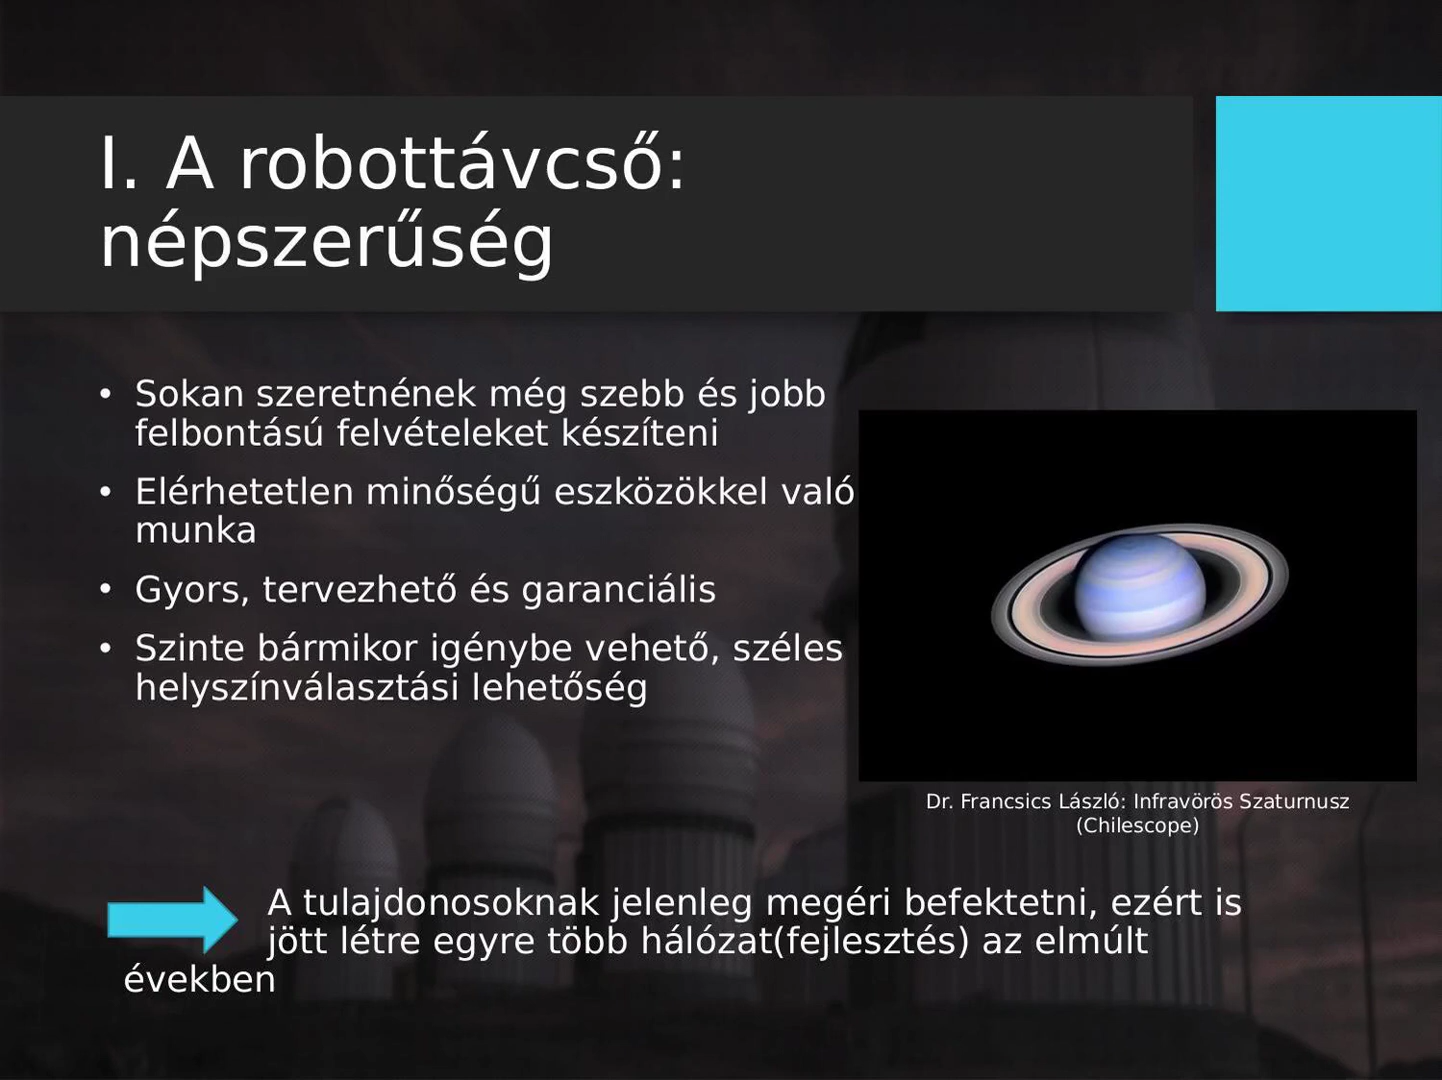 I. A robottávcső:
népszerűség
• Sokan szeretnének még szebb és jobb
felbontású felvételeket készíteni
• Elérhetetlen minőségű eszközökkel való
munka
• Gyors, tervezhető és garanciális
• Szinte bármikor igénybe vehető, széles
helyszínválasztási lehetőség
Dr. Francsics László: Infravörös Szaturnusz
(Chilescope)
A tulajdonosoknak jelenleg megéri befektetni, ezért is
jött létre egyre több hálózat(fejlesztés) az elmúlt
években